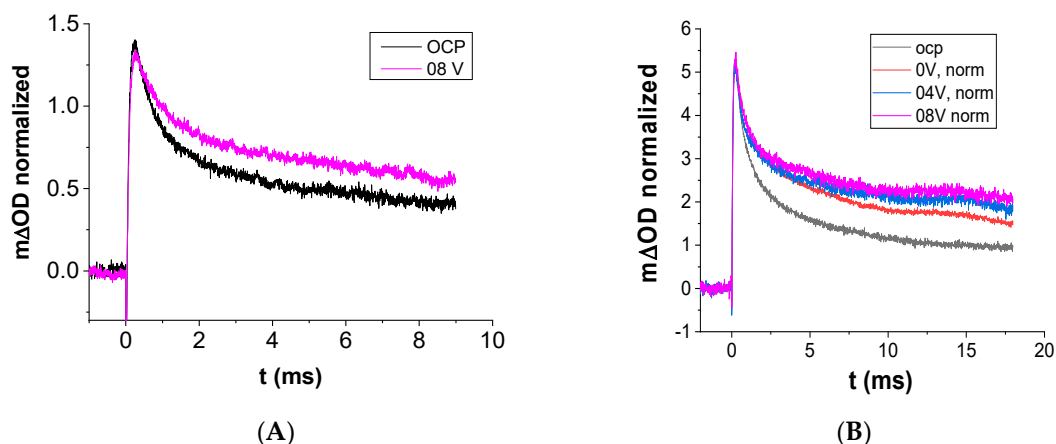 1.5
1.0
0.5
0.0
mΔOD normalized
OCP
08 V
0 2 4 6 8 10
t (ms)
(A)
6
5
4
3
2
1
0
-1
mΔOD normalized
ocp
0V, norm
04V, norm
08V norm
0 5 10 15 20
t (ms)
(B)